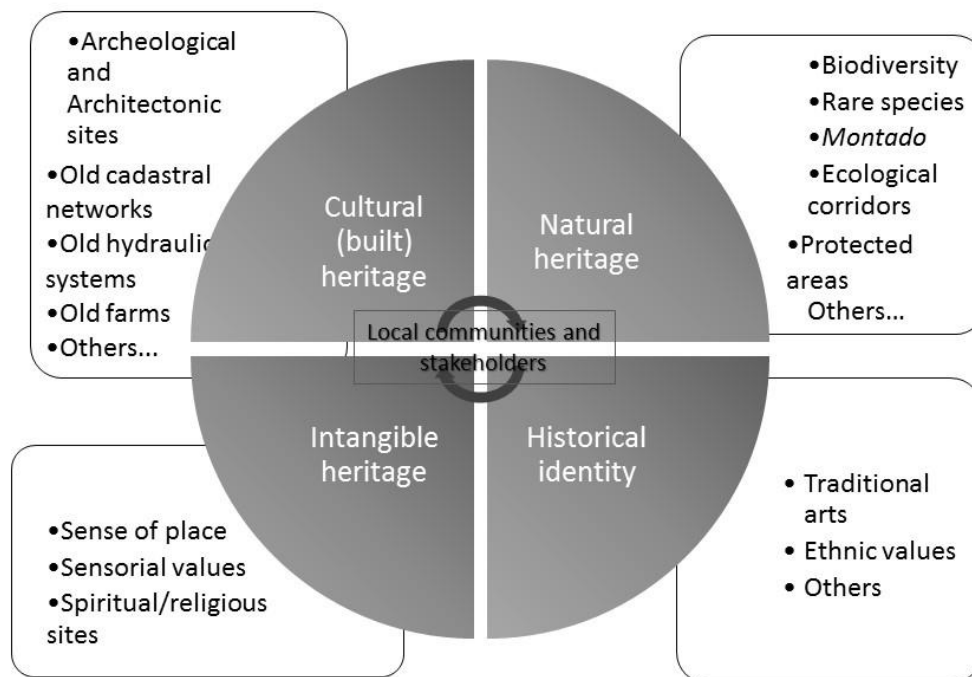 •Archeological
and
Architectonic
sites
•Old cadastral
networks
•Old hydraulic
systems
•Old farms
•Others...
Cultural
(built)
heritage
Natural
heritage
•Biodiversity
•Rare species
•Montado
•Ecological
corridors
•Protected
areas
Others...
Local communities and
stakeholders
Intangible
heritage
Historical
identity
•Sense of place
•Sensorial values
•Spiritual/religious
sites
• Traditional
arts
• Ethnic values
• Others